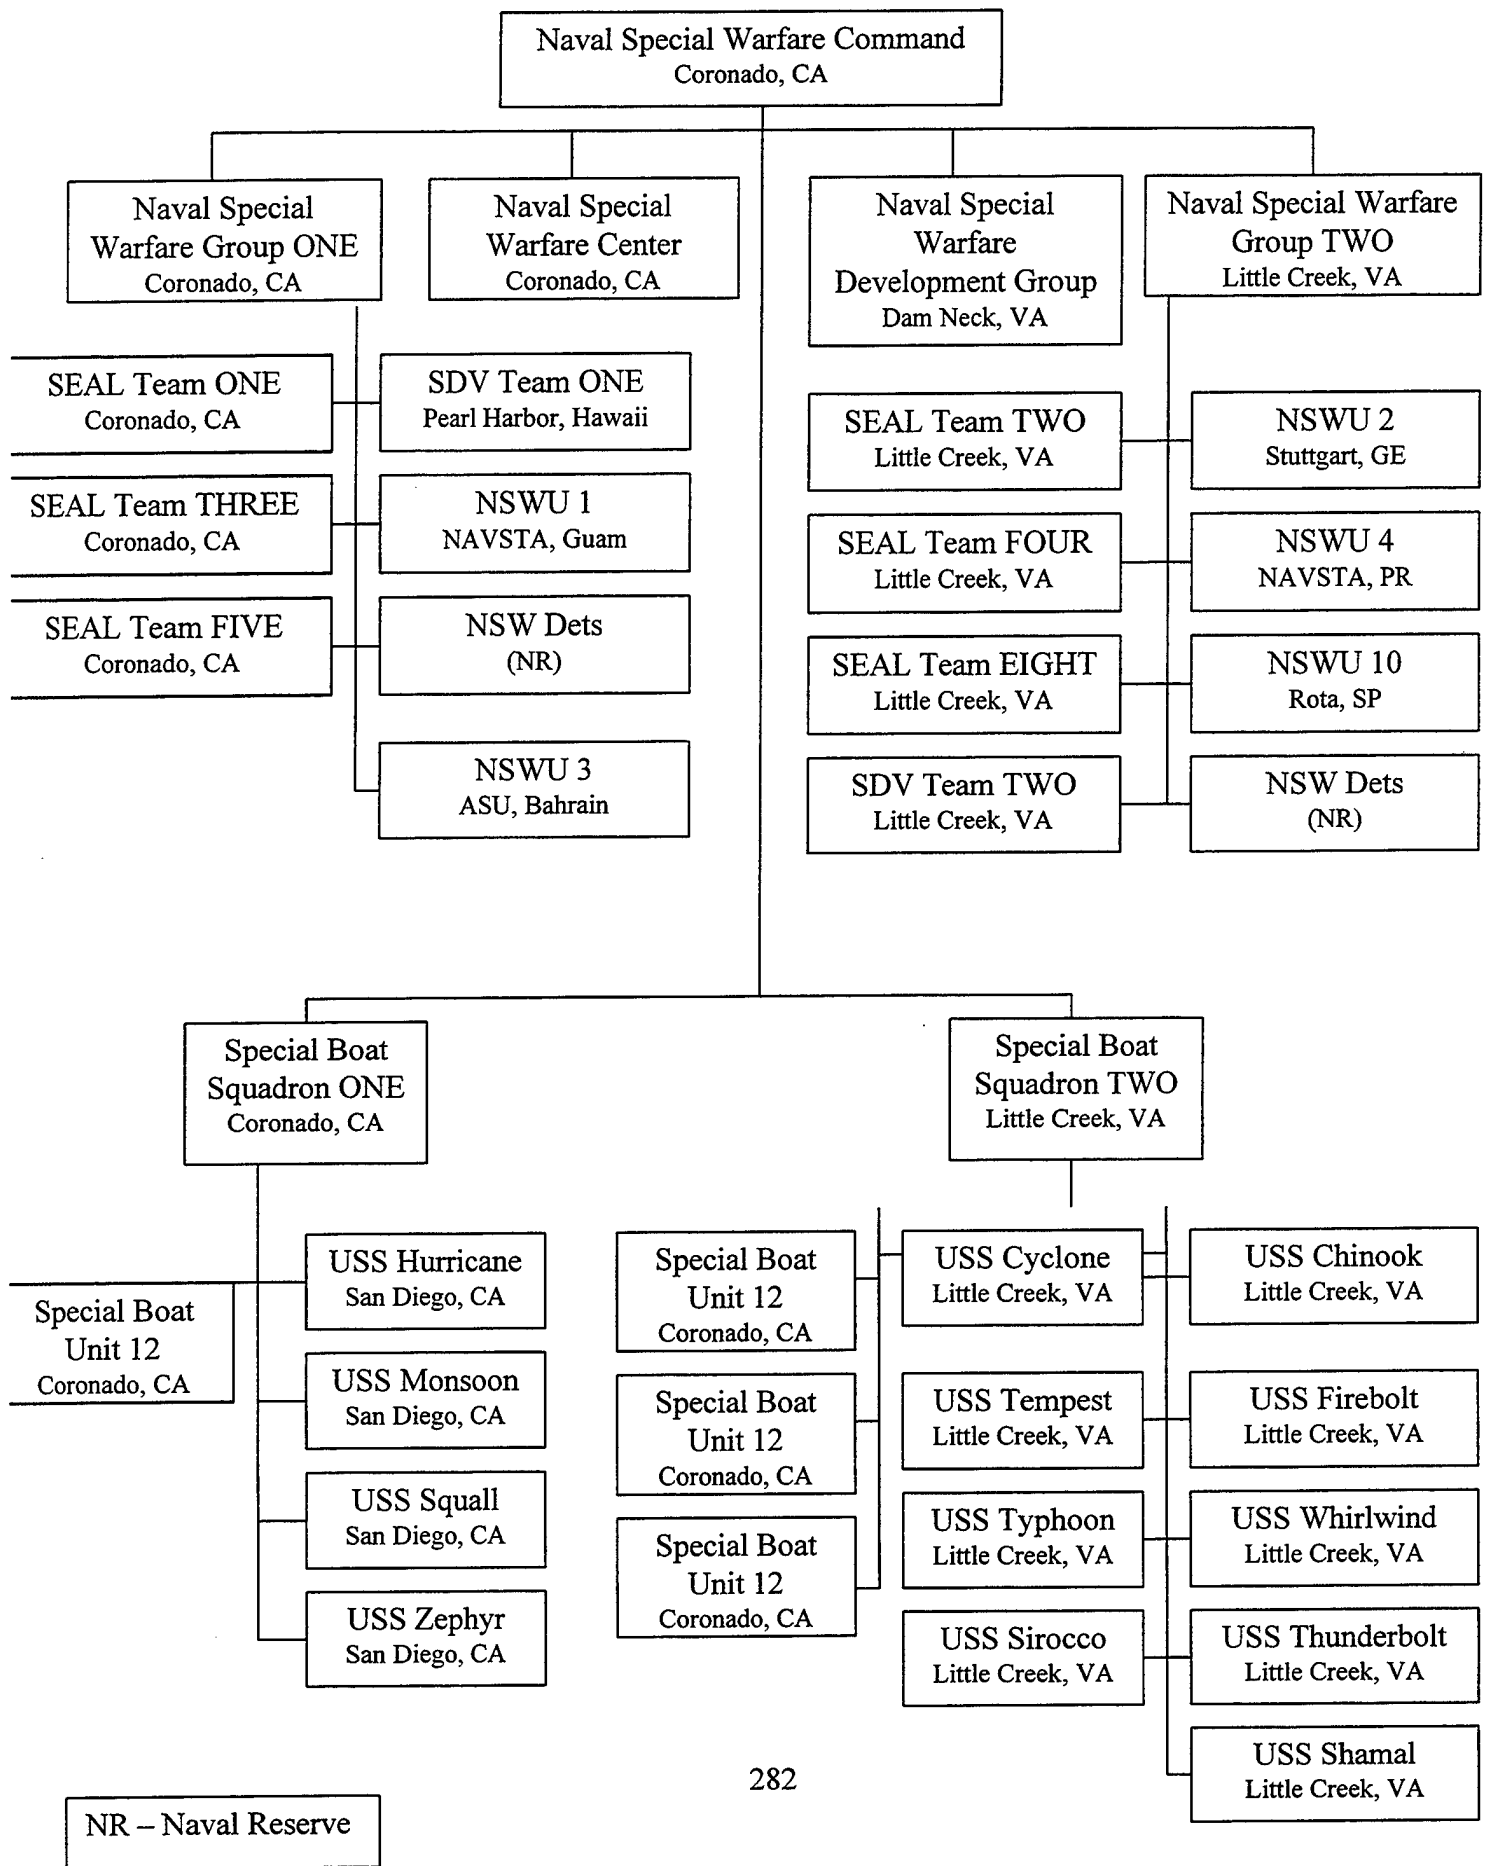 Naval Special Warfare Command
Coronado, CA
Naval Special
Warfare Group ONE
Coronado, CA
Naval Special
Warfare Center
Coronado, CA
Naval Special
Warfare
Development Group
Dam Neck, VA
Naval Special Warfare
Group TWO
Little Creek, VA
SEAL Team ONE
Coronado, CA
SDV Team ONE
Pearl Harbor, Hawaii
SEAL Team THREE
Coronado, CA
NSWU 1
NAVSTA, Guam
SEAL Team FIVE
Coronado, CA
NSW Dets
(NR)
NSWU 3
ASU, Bahrain
SEAL Team TWO
Little Creek, VA
NSWU 2
Stuttgart, GE
SEAL Team FOUR
Little Creek, VA
NSWU 4
NAVSTA, PR
SEAL Team EIGHT
Little Creek, VA
NSWU 10
Rota, SP
SDV Team TWO
Little Creek, VA
NSW Dets
(NR)
Special Boat
Squadron ONE
Coronado, CA
Special Boat
Squadron TWO
Little Creek, VA
Special Boat
Unit 12
Coronado, CA
USS Hurricane
San Diego, CA
USS Monsoon
San Diego, CA
USS Squall
San Diego, CA
USS Zephyr
San Diego, CA
Special Boat
Unit 12
Coronado, CA
Special Boat
Unit 12
Coronado, CA
Special Boat
Unit 12
Coronado, CA
USS Cyclone
Little Creek, VA
USS Tempest
Little Creek, VA
USS Typhoon
Little Creek, VA
USS Sirocco
Little Creek, VA
USS Chinook
Little Creek, VA
USS Firebolt
Little Creek, VA
USS Whirlwind
Little Creek, VA
USS Thunderbolt
Little Creek, VA
USS Shamal
Little Creek, VA
282
NR – Naval Reserve